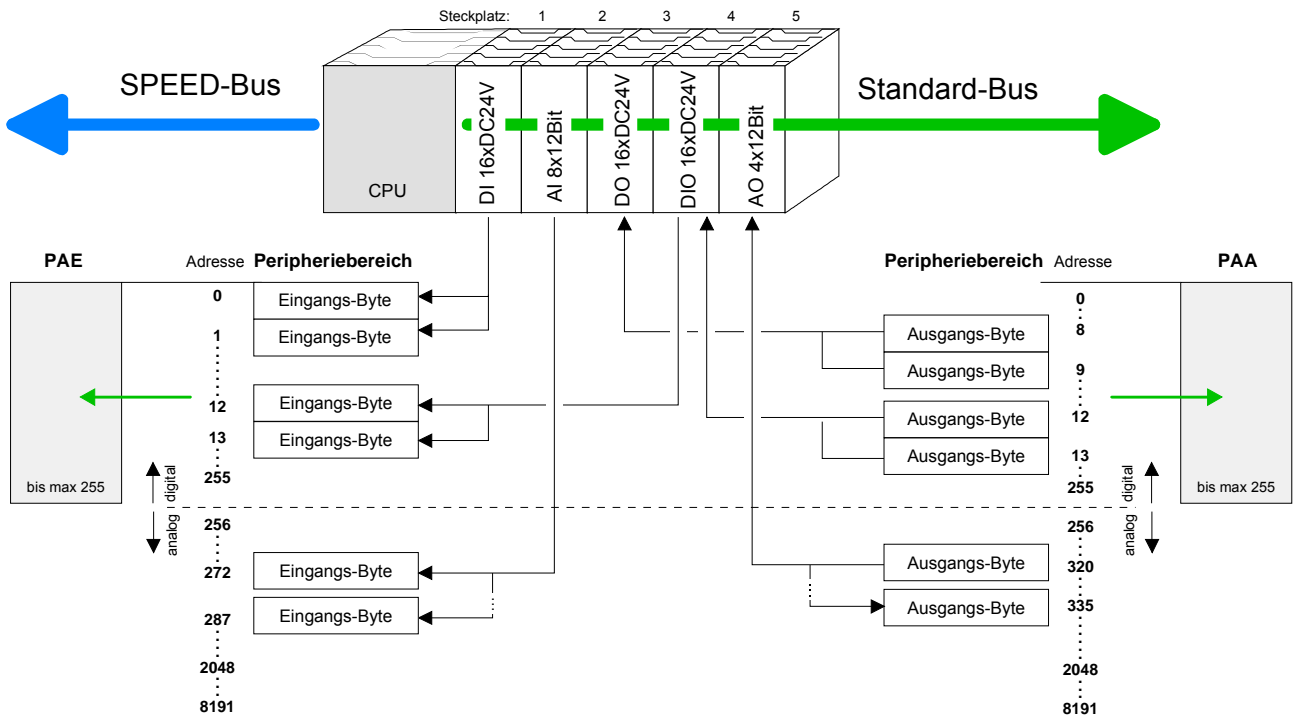 Steckplatz: 1 2 3 4 5
SPEED-Bus
Standard-Bus
CPU
DI 16xDC24V
AI 8x12Bit
DO 16xDC24V
DIO 16xDC24V
AO 4x12Bit
PAE
Adresse Peripheriebereich
0 Eingangs-Byte
1 Eingangs-Byte
12 Eingangs-Byte
13 Eingangs-Byte
255
bis max 255
digital
analog
256
272 Eingangs-Byte
287 Eingangs-Byte
2048
8191
Peripheriebereich Adresse
PAA
0
Ausgangs-Byte 8
Ausgangs-Byte 9
Ausgangs-Byte 12
Ausgangs-Byte 13
255
bis max 255
digital
analog
256
Ausgangs-Byte 320
Ausgangs-Byte 335
2048
8191